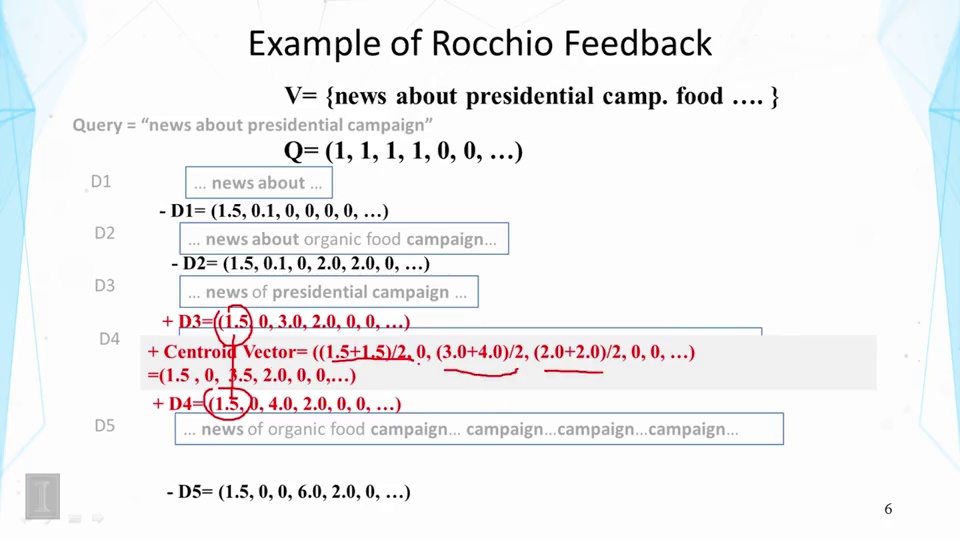 Example of Rocchio Feedback
V= {news about presidential camp. food …. }
Query = “news about presidential campaign”
Q= (1, 1, 1, 1, 0, 0, …)
D1
… news about …
- D1= (1.5, 0.1, 0, 0, 0, 0, …)
D2
… news about organic food campaign…
- D2= (1.5, 0.1, 0, 2.0, 2.0, 0, …)
D3
… news of presidential campaign …
+ D3=((1.5, 0, 3.0, 2.0, 0, 0, …)
D4
+ Centroid Vector= ((1.5+1.5)/2, 0, (3.0+4.0)/2, (2.0+2.0)/2, 0, 0, …)
=(1.5 , 0, 3.5, 2.0, 0, 0,…)
+ D4=(1.5, 0, 4.0, 2.0, 0, 0, …)
D5
… news of organic food campaign… campaign…campaign…campaign…
- D5= (1.5, 0, 0, 6.0, 2.0, 0, …)
I
6